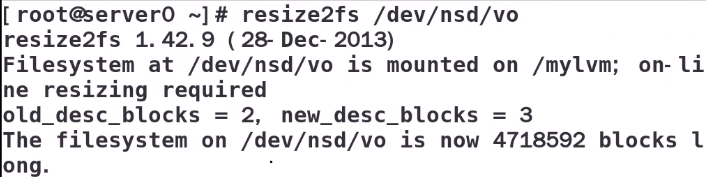 [root@server0 ~]# resize2fs /dev/nsd/vo
resize2fs 1.42.9 (28-Dec-2013)
Filesystem at /dev/nsd/vo is mounted on /mylvm; on-li
ne resizing required
old_desc_blocks = 2, new_desc_blocks = 3
The filesystem on /dev/nsd/vo is now 4718592 blocks l
ong.